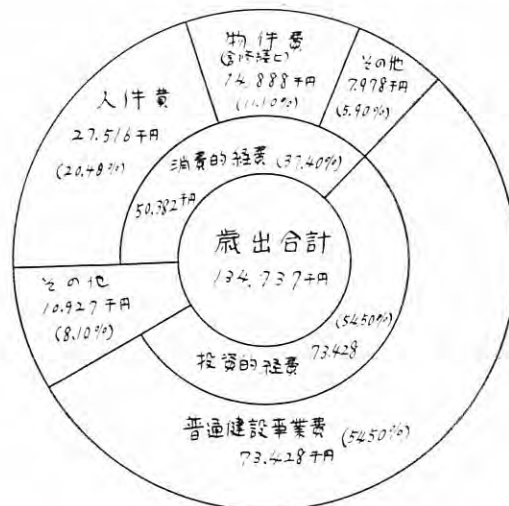 歳出合計
134,737千円
消費的経費 (37.40%)
50.382千円
投資的経費 73.428
(54.50%)
人件費
27.516千円
(20.48%)
物件費
14.888千円
(11.10%)
その他
7.978千円
(5.90%)
普通健設事業費 (54.50%)
73.428千円
その他
10.927千円
(8.10%)